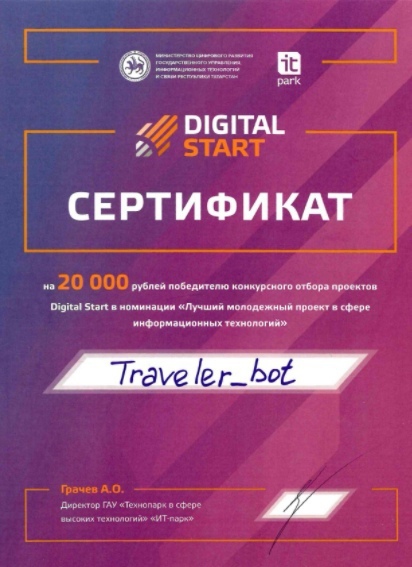 МИНИСТЕРСТВО ЦИФРОВОГО РАЗВИТИЯ
ГОСУДАРСТВЕННОГО УПРАВЛЕНИЯ,
ИНФОРМАЦИОННЫХ ТЕХНОЛОГИЙ
И СВЯЗИ РЕСПУБЛИКИ ТАТАРСТАН
it
park
DIGITAL
START
СЕРТИФИКАТ
на 20 000 рублей победителю конкурсного отбора проектов
Digital Start в номинации «Лучший молодежный проект в сфере
информационных технологий»
Traveler_bot
Грачев А.О.
Директор ГАУ «Технопарк в сфере
высоких технологий» «ИТ-парк»